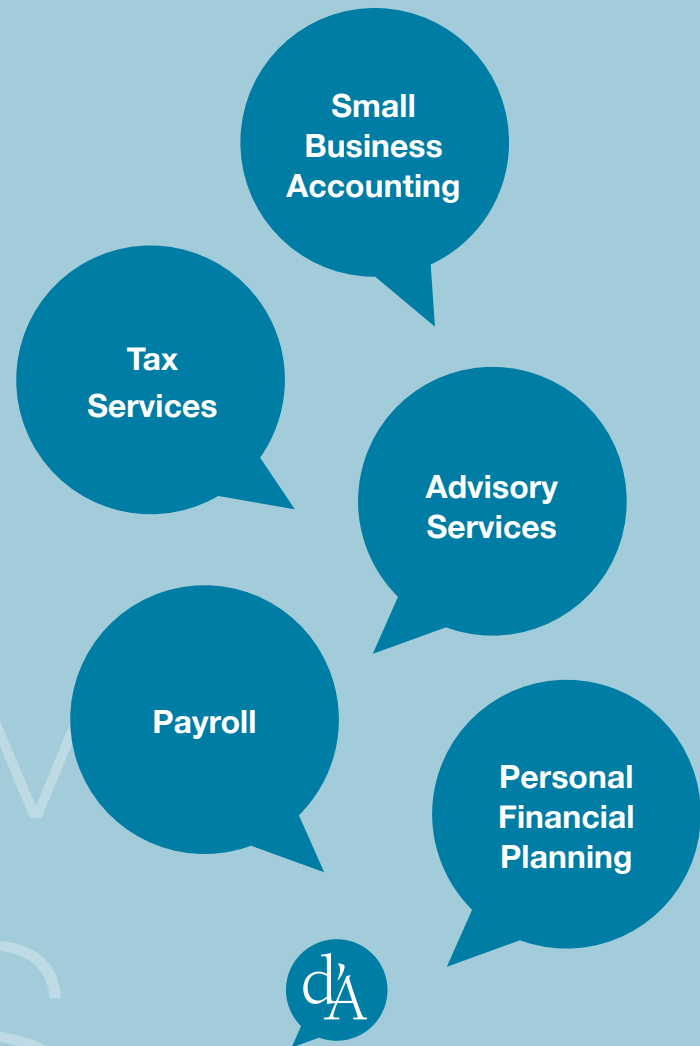 Small
Business
Accounting
Tax
Services
Advisory
Services
Payroll
Personal
Financial
Planning
d'A